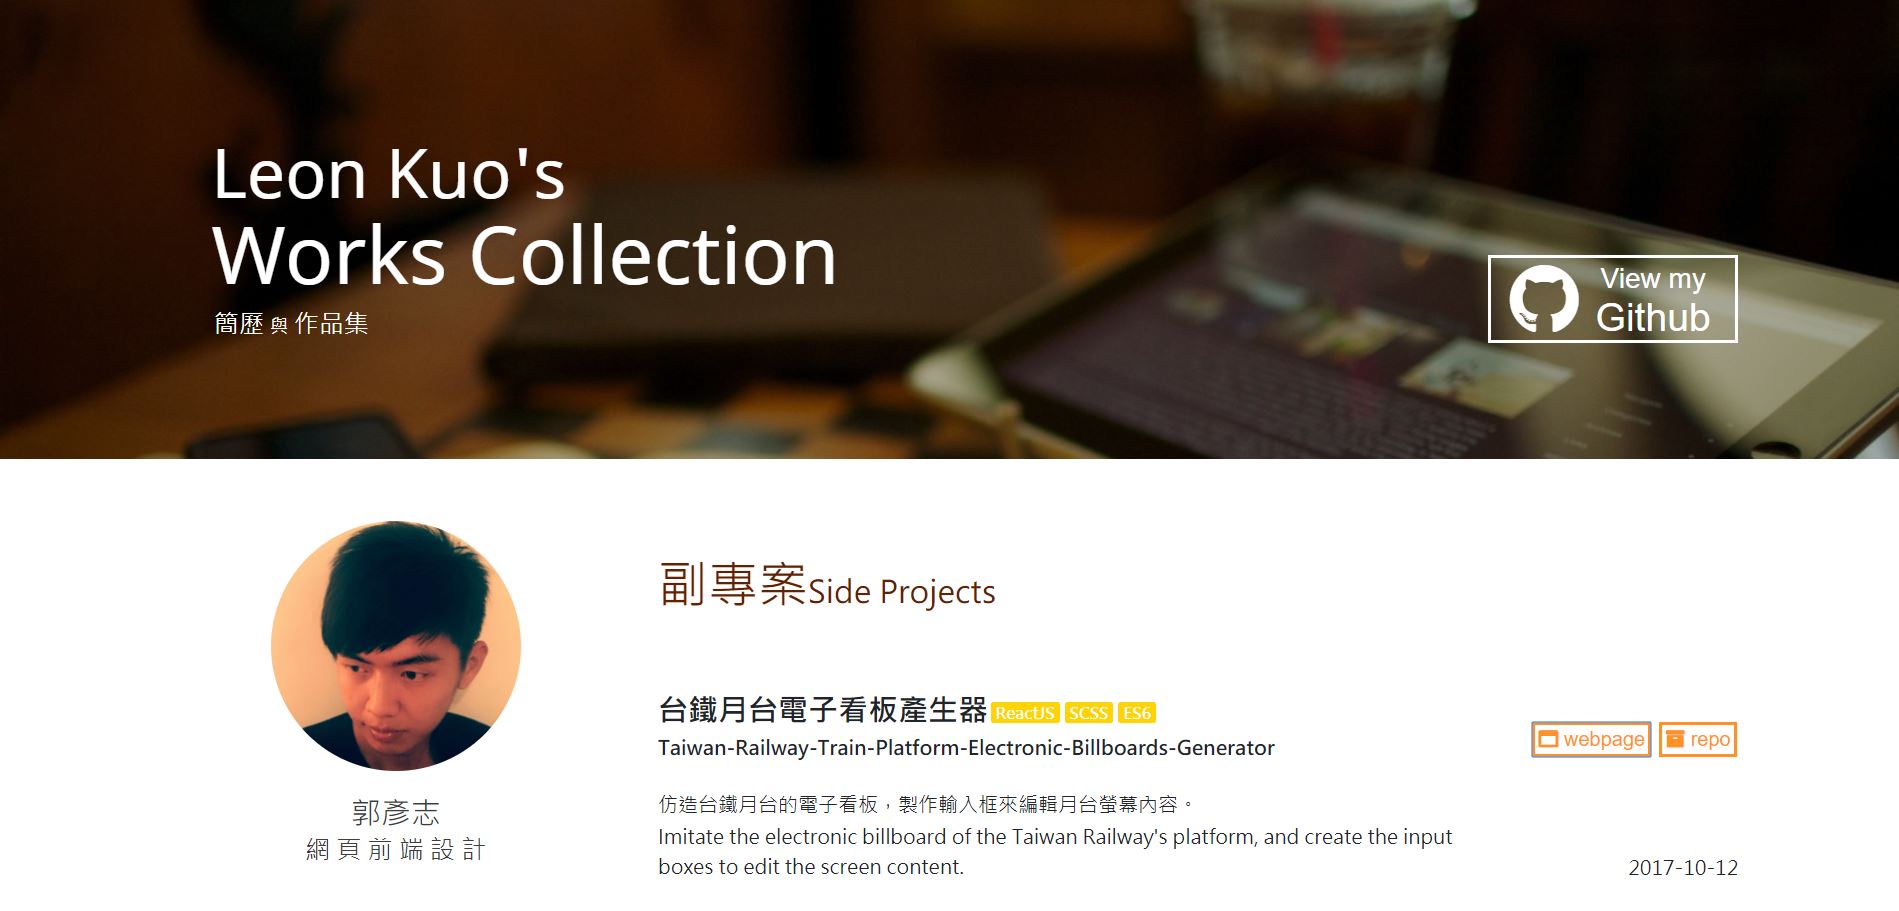 Leon Kuo's
Works Collection
簡歷 與 作品集
View my
Github
郭彥志
網頁前端設計
副專案Side Projects
台鐵月台電子看板產生器 ReactJS SCSS ES6
Taiwan-Railway-Train-Platform-Electronic-Billboards-Generator
webpage repo
仿造台鐵月台的電子看板，製作輸入框來編輯月台螢幕內容。
Imitate the electronic billboard of the Taiwan Railway's platform, and create the input
boxes to edit the screen content.
2017-10-12